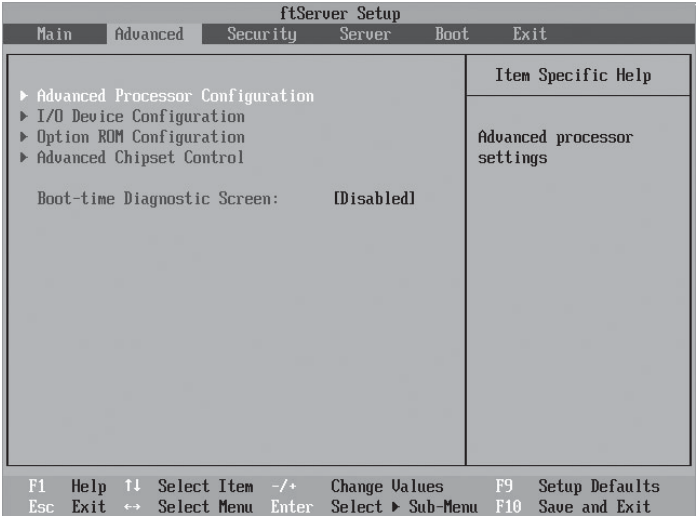 ftServer Setup
Main Advanced Security Server Boot Exit
Item Specific Help
▶ Advanced Processor Configuration
▶ I/O Device Configuration
▶ Option ROM Configuration
▶ Advanced Chipset Control
Boot-time Diagnostic Screen: [Disabled]
Advanced processor
settings
F1 Help ↑↓ Select Item -/+ Change Values F9 Setup Defaults
Esc Exit ↔ Select Menu Enter Select ▶ Sub-Menu F10 Save and Exit